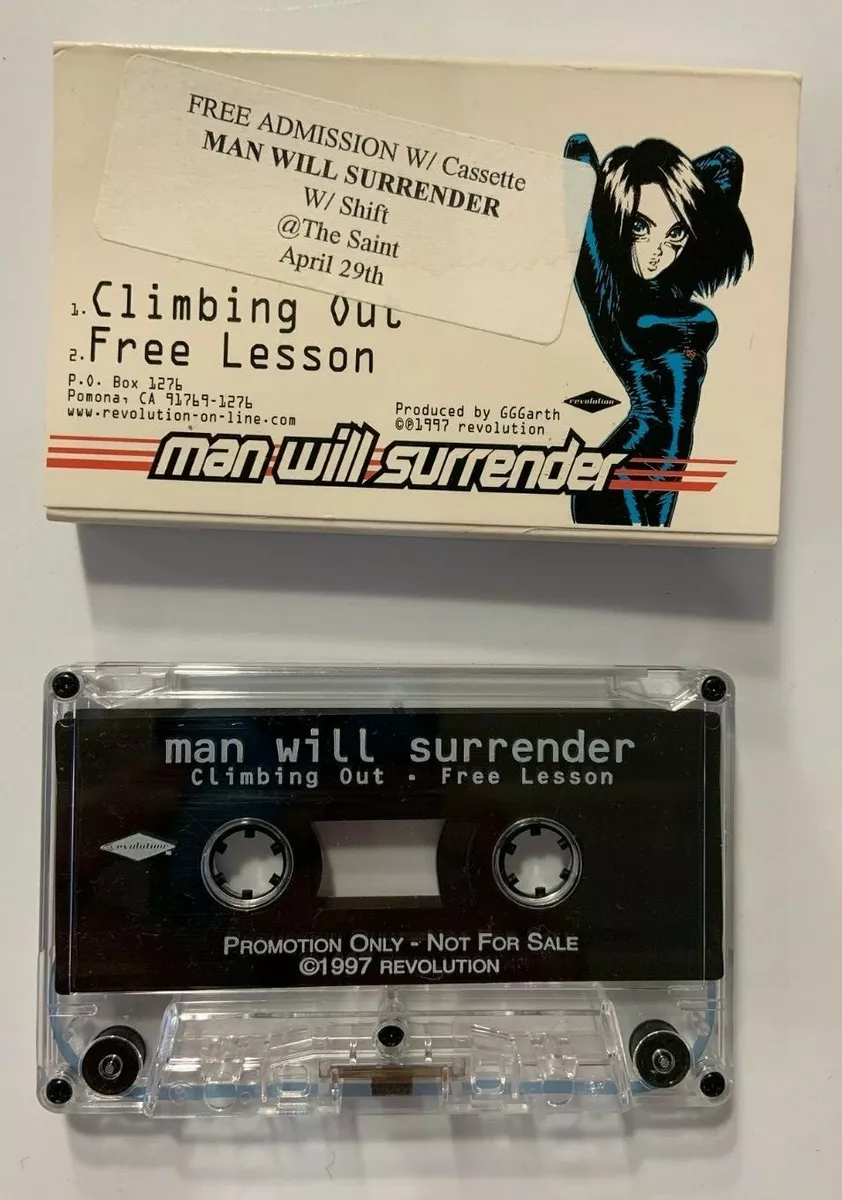 FREE ADMISSION W/ Cassette
MAN WILL SURRENDER
W/ Shift
@The Saint
April 29th
1. Climbing Out
2. Free Lesson
P.O. Box 1276
Pomona, CA 91769-1276
www.revolution-on-line.com
Produced by GGGarth
©℗1997 revolution
revolution
man will surrender
man will surrender
Climbing Out • Free Lesson
revolution
PROMOTION ONLY - NOT FOR SALE
©1997 REVOLUTION